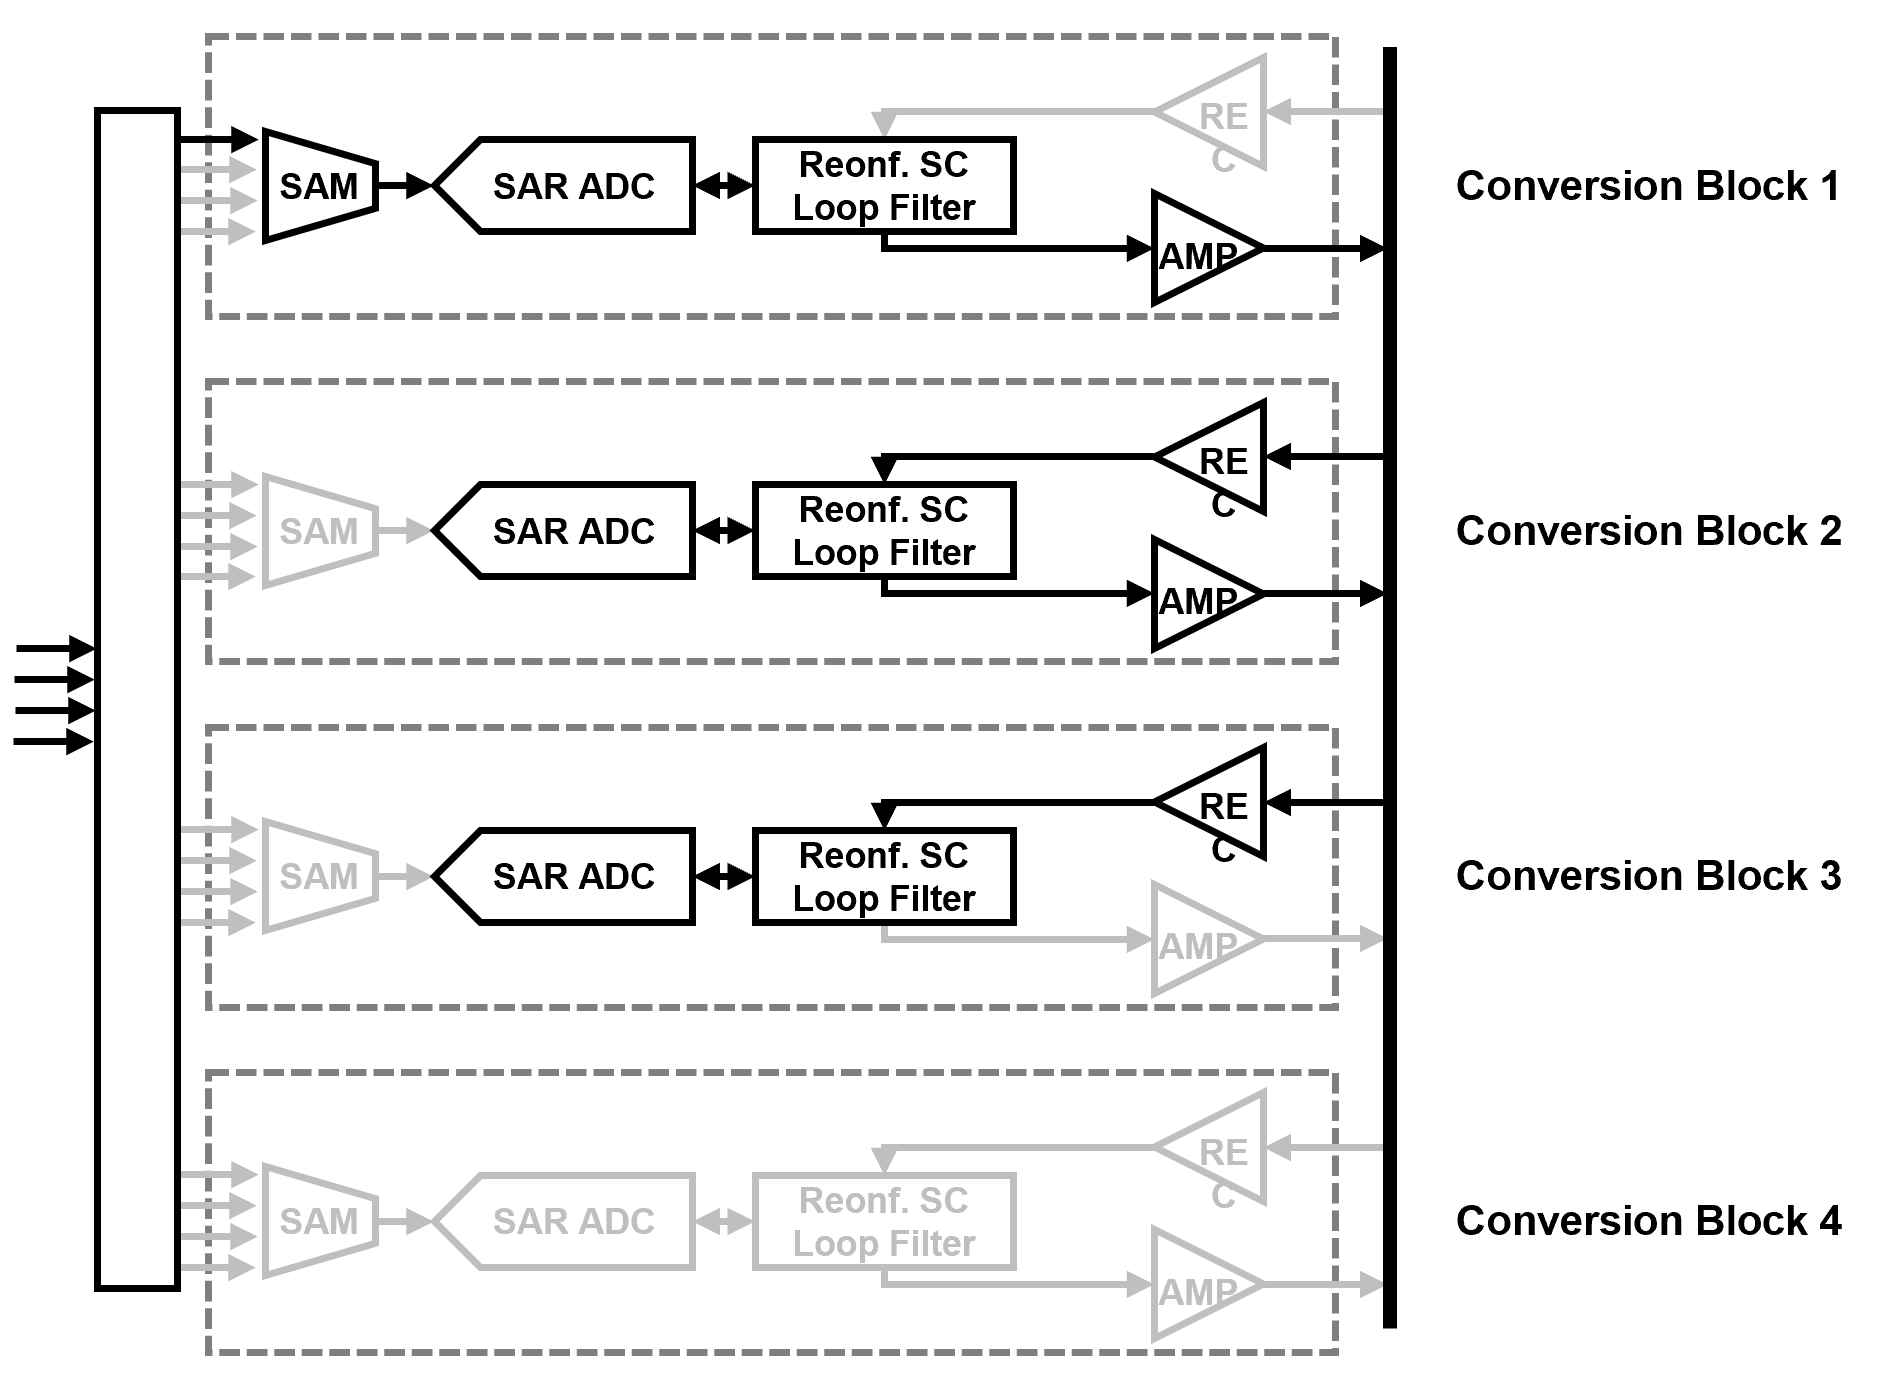 RE
C
SAM
SAR ADC
Reonf. SC
Loop Filter
AMP
Conversion Block 1
RE
C
SAM
SAR ADC
Reonf. SC
Loop Filter
AMP
Conversion Block 2
RE
C
SAM
SAR ADC
Reonf. SC
Loop Filter
AMP
Conversion Block 3
RE
C
SAM
SAR ADC
Reonf. SC
Loop Filter
AMP
Conversion Block 4